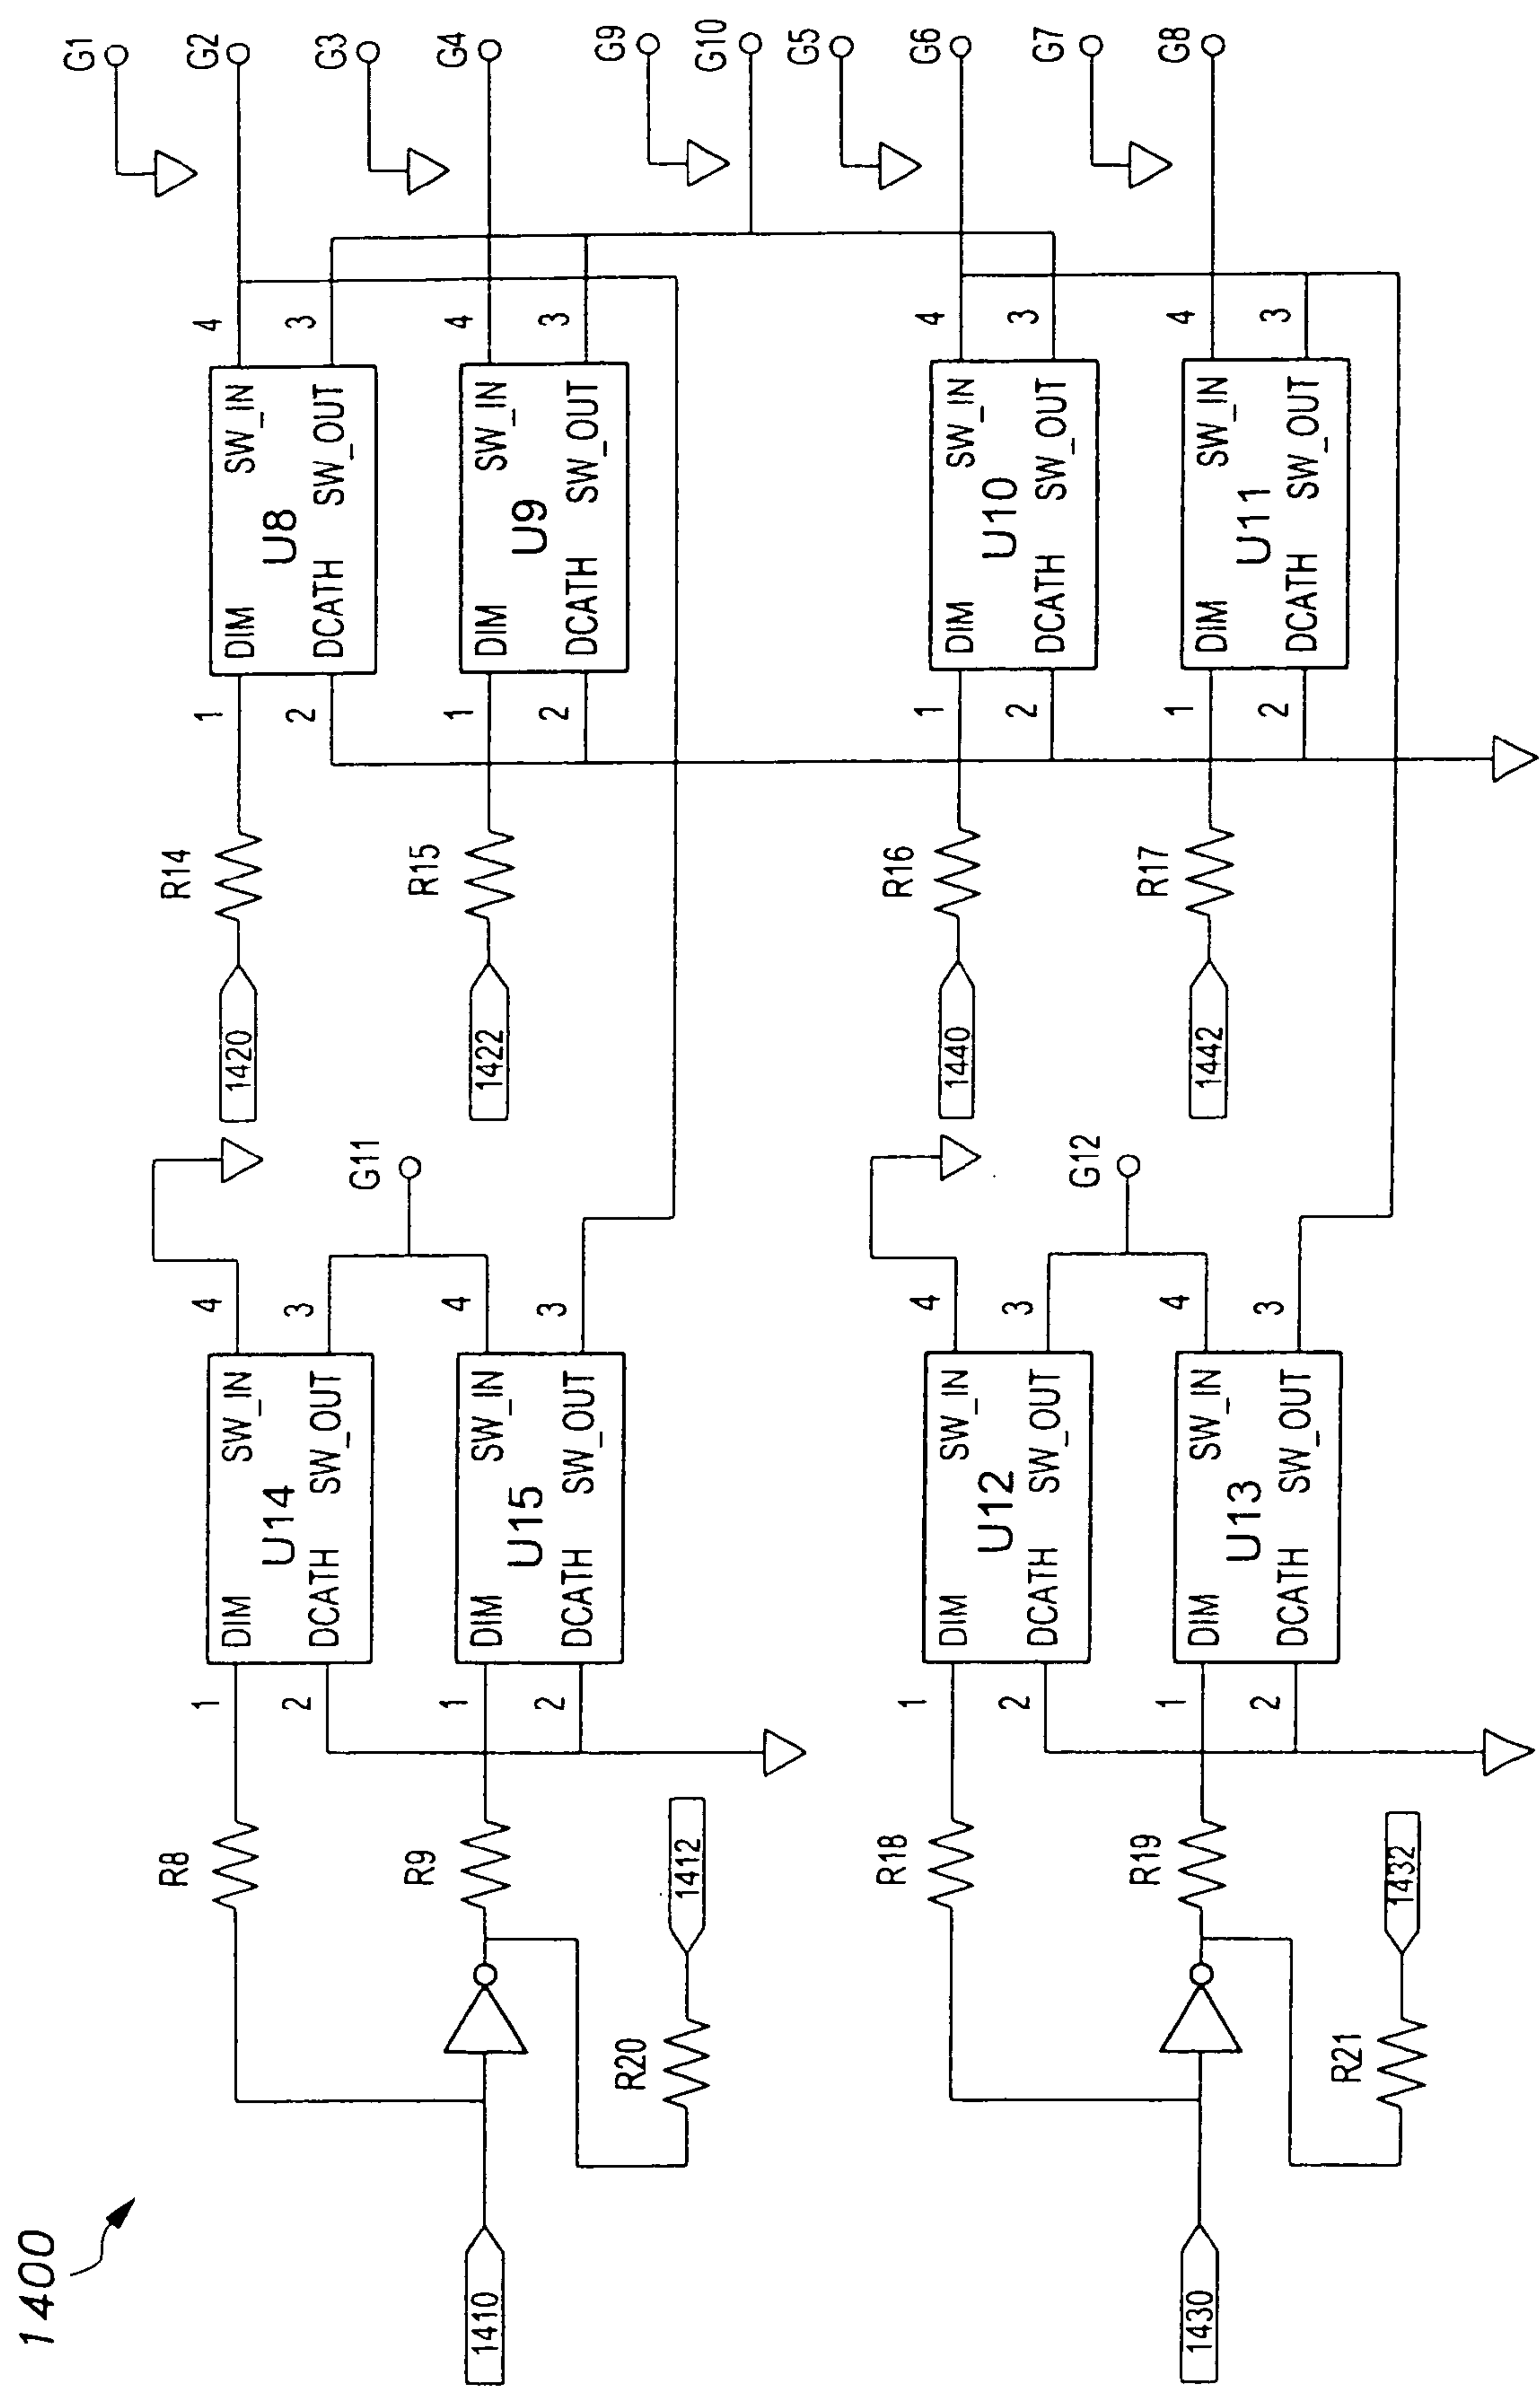 1400
1410
R8
R9
R20
1412
1
2
1
2
DIM SW_IN
U14
DCATH SW_OUT
4
3
DIM SW_IN
U15
DCATH SW_OUT
4
3
G11
1420
R14
1422
R15
1
2
1
2
DIM SW_IN
U8
DCATH SW_OUT
4
3
DIM SW_IN
U9
DCATH SW_OUT
4
3
G1
G2
G3
G4
G9
G10
1430
R18
R19
R21
1432
1
2
1
2
DIM SW_IN
U12
DCATH SW_OUT
4
3
DIM SW_IN
U13
DCATH SW_OUT
4
3
G12
1440
R16
1442
R17
1
2
1
2
DIM SW_IN
U10
DCATH SW_OUT
4
3
DIM SW_IN
U11
DCATH SW_OUT
4
3
G5
G6
G7
G8